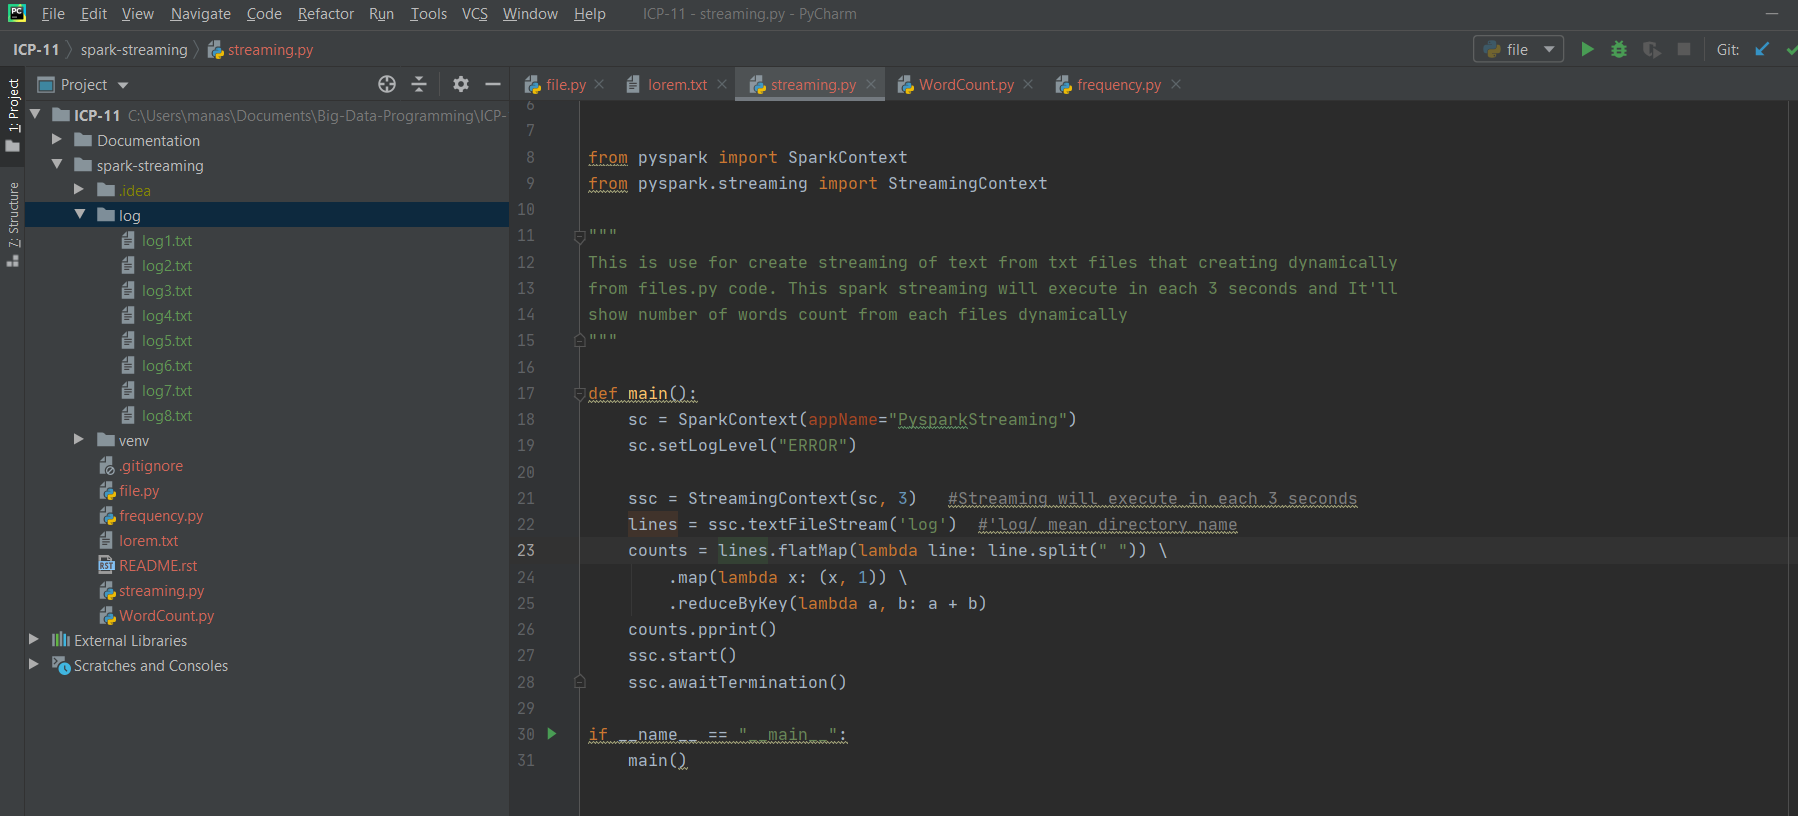 PC File Edit View Navigate Code Refactor Run Tools VCS Window Help ICP-11 - streaming.py - PyCharm
ICP-11 spark-streaming streaming.py file Git:
1: Project
7: Structure
Project
ICP-11 C:\Users\manas\Documents\Big-Data-Programming\ICP-
Documentation
spark-streaming
.idea
log
log1.txt
log2.txt
log3.txt
log4.txt
log5.txt
log6.txt
log7.txt
log8.txt
venv
.gitignore
file.py
frequency.py
lorem.txt
README.rst
streaming.py
WordCount.py
External Libraries
Scratches and Consoles
file.py lorem.txt streaming.py WordCount.py frequency.py
6
7
8 from pyspark import SparkContext
9 from pyspark.streaming import StreamingContext
10
11 """
12 This is use for create streaming of text from txt files that creating dynamically
13 from files.py code. This spark streaming will execute in each 3 seconds and It'll
14 show number of words count from each files dynamically
15 """
16
17 def main():
18 sc = SparkContext(appName="PysparkStreaming")
19 sc.setLogLevel("ERROR")
20
21 ssc = StreamingContext(sc, 3) #Streaming will execute in each 3 seconds
22 lines = ssc.textFileStream('log') #'log/ mean directory name
23 counts = lines.flatMap(lambda line: line.split(" ")) \
24 .map(lambda x: (x, 1)) \
25 .reduceByKey(lambda a, b: a + b)
26 counts.pprint()
27 ssc.start()
28 ssc.awaitTermination()
29
30 if __name__ == "__main__":
31 main()